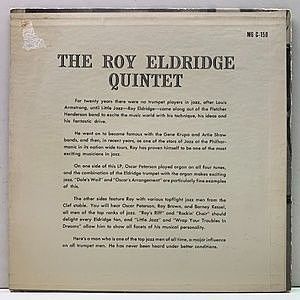 MG C-150
THE ROY ELDRIDGE
QUINTET
For twenty years there were no trumpet players in jazz, after Louis
Armstrong, until Little Jazz—Roy Eldridge—came along out of the Fletcher
Henderson band to excite the music world with his technique, his ideas and
his fantastic drive.
He went on to become famous with the Gene Krupa and Artie Shaw
bands, and then, in recent years, as one of the stars of Jazz at the Philhar-
monic in its nation wide tours, Roy has proven himself to be one of the most
exciting musicians in jazz.
On one side of this LP, Oscar Peterson played organ on all four tunes,
and the combination of the Eldridge trumpet with the organ makes exciting
jazz, "Dale's Wail" and "Oscar's Arrangement" are particularly fine examples
of this.
The other sides feature Roy with various topflight jazz men from the
Clef stable. You will hear Oscar Peterson, Ray Brown, and Barney Kessel,
all men of the top ranks of jazz. "Roy's Riff" and "Rockin' Chair" should
delight every Eldridge fan, and "Little Jazz" and "Wrap Your Troubles In
Dreams" allow him to show all facets of his musical personality.
Here's a man who is one of the top jazz men of all time, a major influence
on all trumpet men. He has never been heard under better conditions.